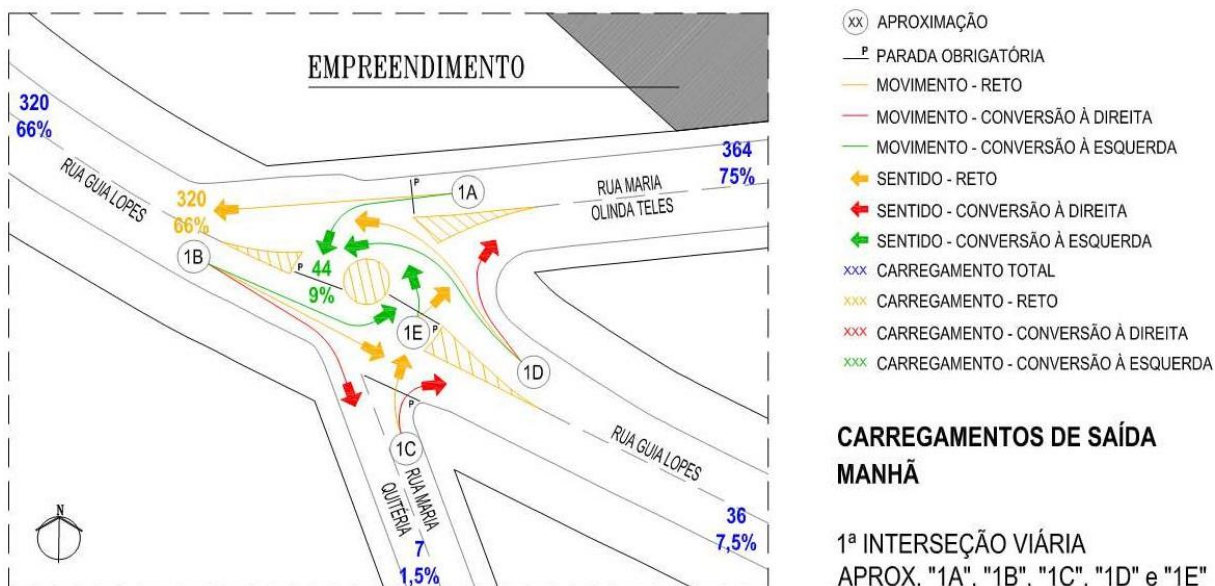 EMPREENDIMENTO
320
66%
RUA GUIA LOPES
320
66%
1A
P
364
75%
RUA MARIA
OLINDA TELES
1B
P
44
9%
1E
P
1D
P
1C
RUA MARIA
QUITÉRIA
7
1,5%
RUA GUIA LOPES
36
7,5%
N
XX APROXIMAÇÃO
P PARADA OBRIGATÓRIA
MOVIMENTO - RETO
MOVIMENTO - CONVERSÃO À DIREITA
MOVIMENTO - CONVERSÃO À ESQUERDA
SENTIDO - RETO
SENTIDO - CONVERSÃO À DIREITA
SENTIDO - CONVERSÃO À ESQUERDA
XXX CARREGAMENTO TOTAL
XXX CARREGAMENTO - RETO
XXX CARREGAMENTO - CONVERSÃO À DIREITA
XXX CARREGAMENTO - CONVERSÃO À ESQUERDA
CARREGAMENTOS DE SAÍDA
MANHÃ
1ª INTERSEÇÃO VIÁRIA
APROX. "1A", "1B", "1C", "1D" e "1E"